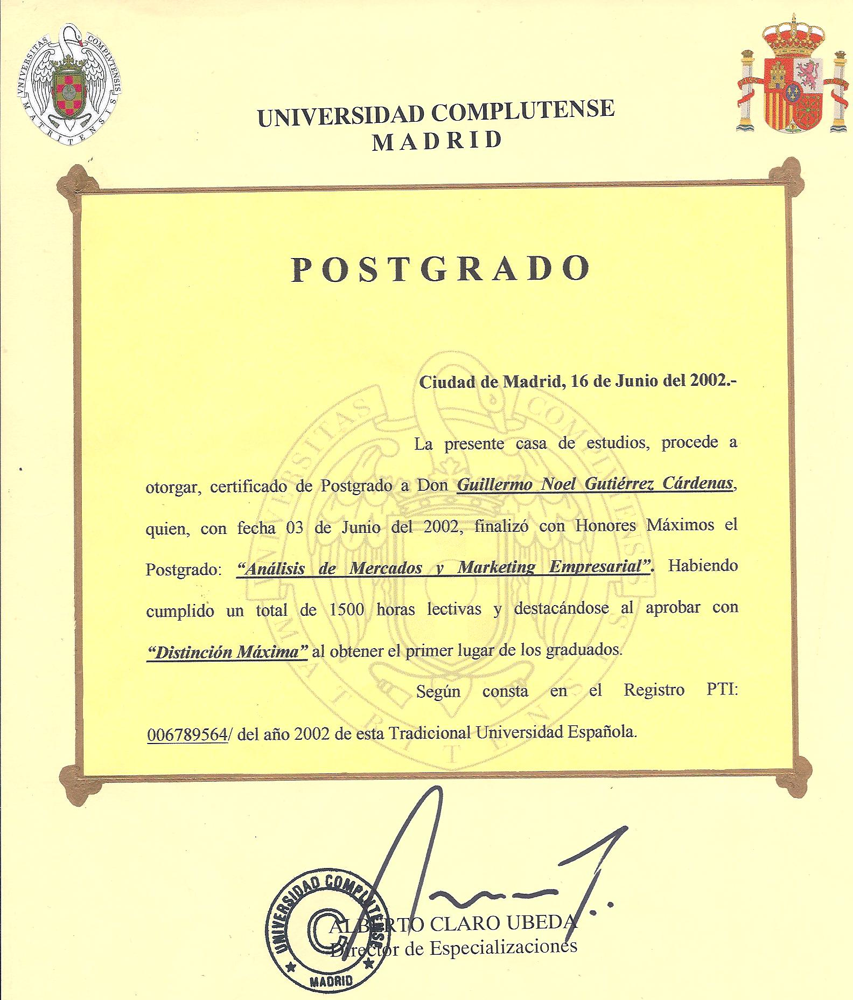 VNIVERSITAS COMPLVTENSIS
MATRITENSIS
UNIVERSIDAD COMPLUTENSE
MADRID
POSTGRADO
Ciudad de Madrid, 16 de Junio del 2002.-
La presente casa de estudios, procede a
otorgar, certificado de Postgrado a Don Guillermo Noel Gutiérrez Cárdenas,
quien, con fecha 03 de Junio del 2002, finalizó con Honores Máximos el
Postgrado: “Análisis de Mercados y Marketing Empresarial”. Habiendo
cumplido un total de 1500 horas lectivas y destacándose al aprobar con
“Distinción Máxima” al obtener el primer lugar de los graduados.
Según consta en el Registro PTI:
006789564/ del año 2002 de esta Tradicional Universidad Española.
VNIVERSITAS COMPLVTENSIS
MATRITENSIS
ALBERTO CLARO UBEDA
Director de Especializaciones
UNIVERSIDAD COMPLUTENSE
C
MADRID